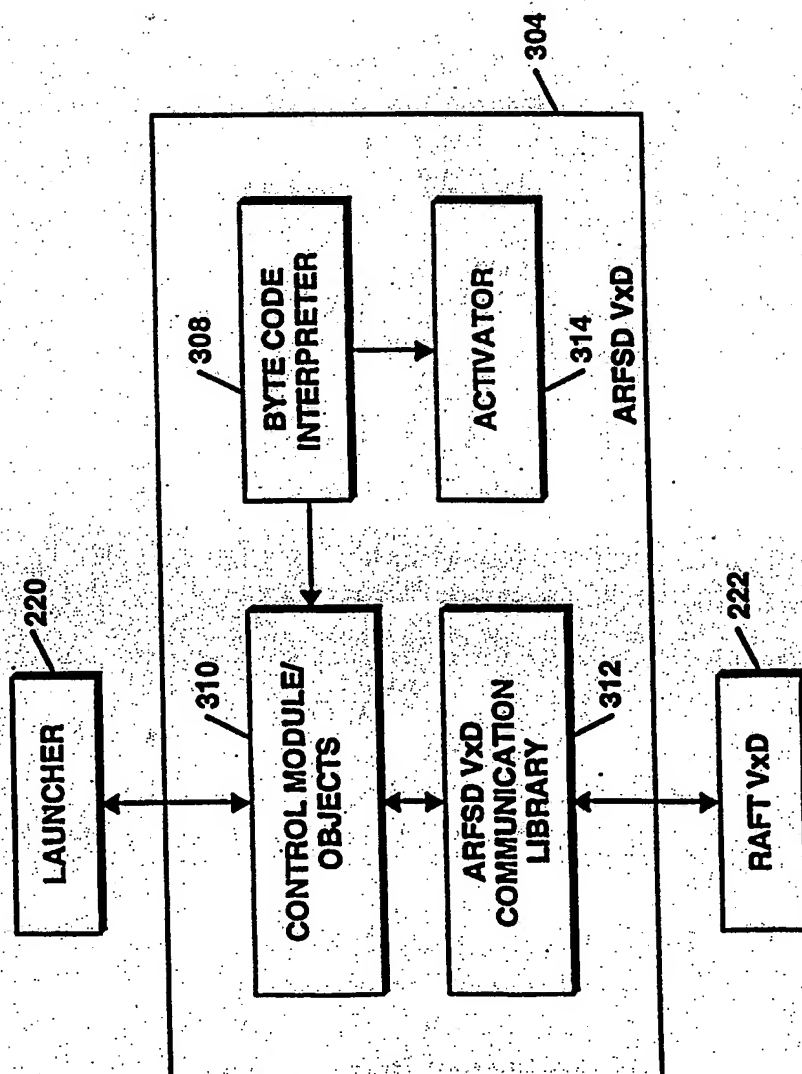 LAUNCHER
220
304
310
CONTROL MODULE/
OBJECTS
308
BYTE CODE
INTERPRETER
ARFSD VxD
COMMUNICATION
LIBRARY
312
ACTIVATOR
314
ARFSD VxD
RAFT VxD
222